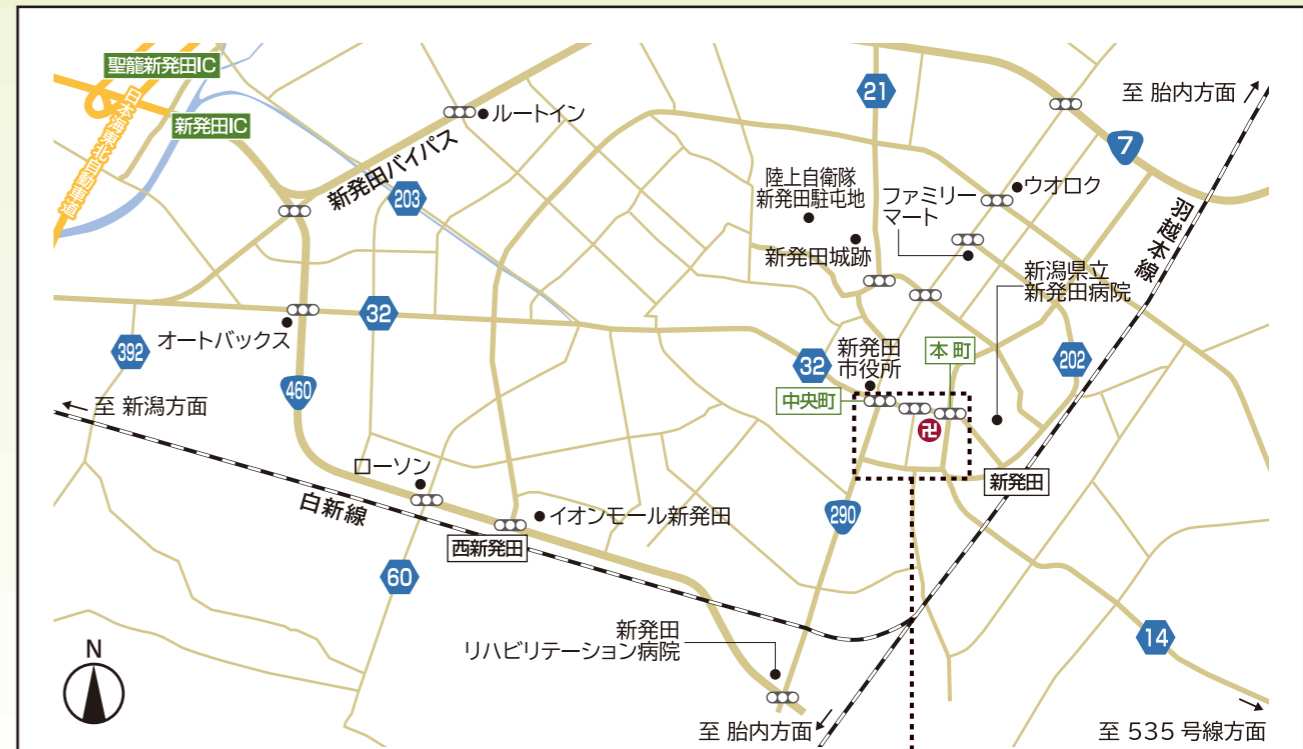 聖籠新発田IC
日本海東北自動車道
新発田IC
ルートイン
新発田バイパス
203
21
至 胎内方面
7
陸上自衛隊
新発田駐屯地
ファミリー
マート
ウオロク
新発田城跡
羽越本線
新潟県立
新発田病院
オートバックス
32
392
460
32
新発田
市役所
本町
202
中央町
卍
至 新潟方面
ローソン
白新線
イオンモール新発田
西新発田
新発田
290
60
新発田
リハビリテーション病院
14
N
至 胎内方面
至 535 号線方面